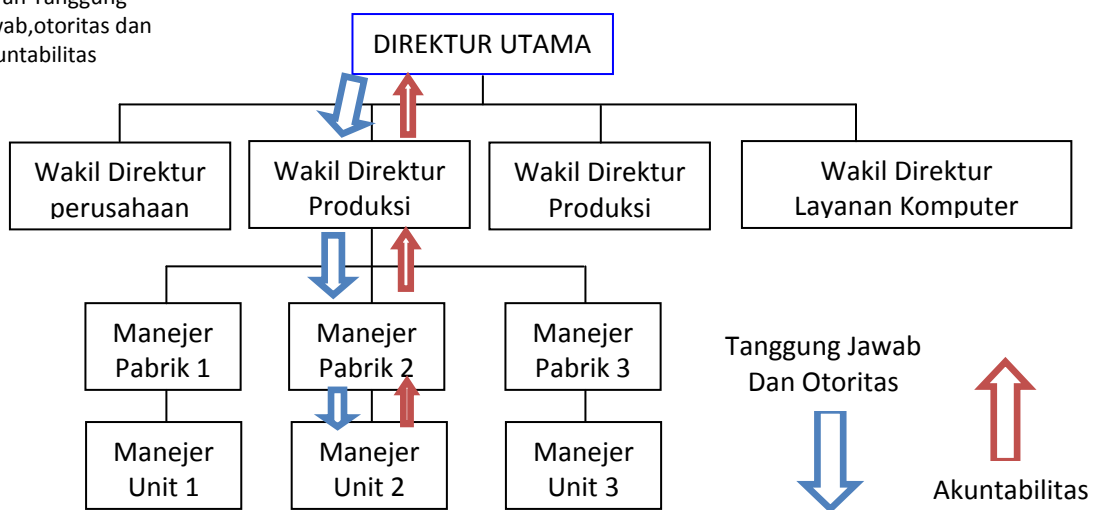 Tanggung
otoritas dan
DIREKTUR UTAMA
Wakil Direktur
perusahaan
Wakil Direktur
Produksi
Wakil Direktur
Produksi
Wakil Direktur
Layanan Komputer
Manejer
Pabrik 1
Manejer
Pabrik 2
Manejer
Pabrik 3
Manejer
Unit 1
Manejer
Unit 2
Manejer
Unit 3
Tanggung Jawab
Dan Otoritas
Akuntabilitas